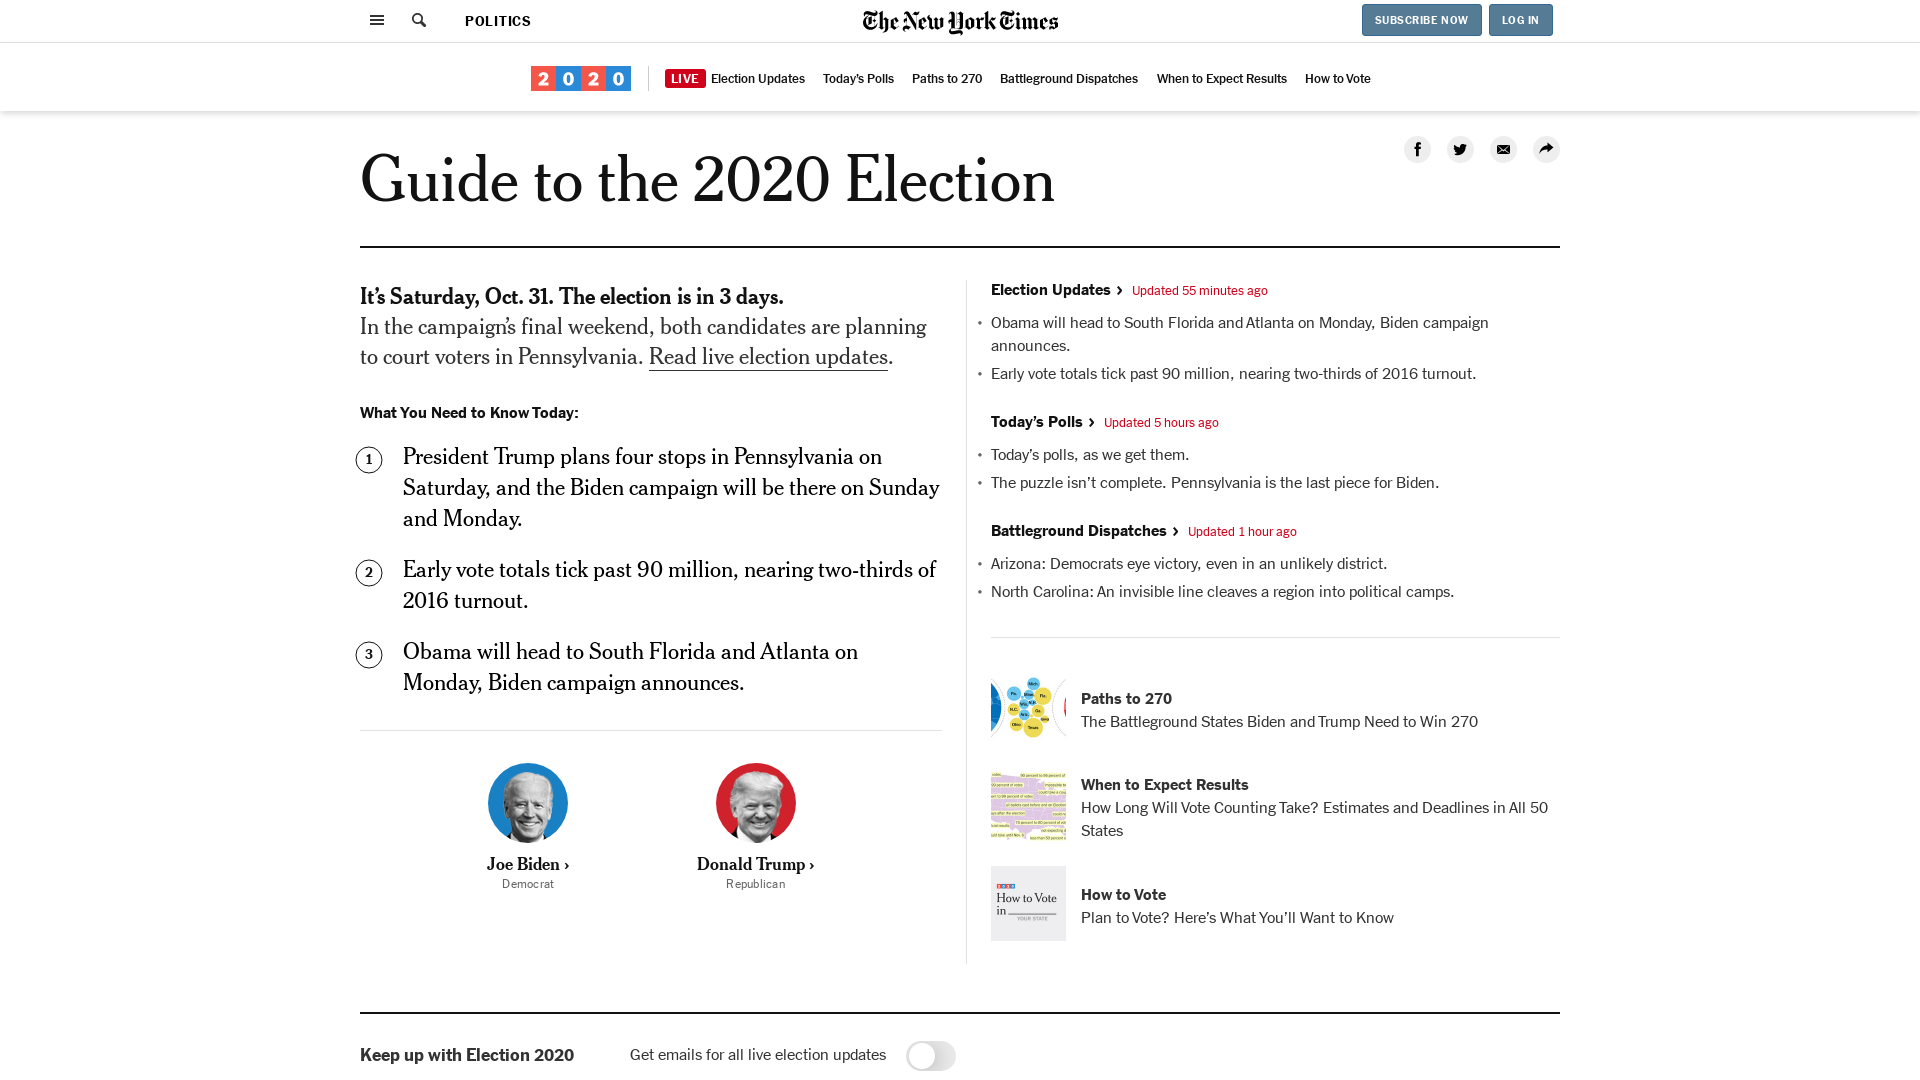 POLITICS
The New York Times
SUBSCRIBE NOW
LOG IN
2020
LIVE Election Updates
Today’s Polls
Paths to 270
Battleground Dispatches
When to Expect Results
How to Vote
Guide to the 2020 Election
It’s Saturday, Oct. 31. The election is in 3 days.
In the campaign’s final weekend, both candidates are planning
to court voters in Pennsylvania. Read live election updates.
What You Need to Know Today:
1 President Trump plans four stops in Pennsylvania on
Saturday, and the Biden campaign will be there on Sunday
and Monday.
2 Early vote totals tick past 90 million, nearing two-thirds of
2016 turnout.
3 Obama will head to South Florida and Atlanta on
Monday, Biden campaign announces.
Joe Biden ›
Democrat
Donald Trump ›
Republican
Election Updates › Updated 55 minutes ago
• Obama will head to South Florida and Atlanta on Monday, Biden campaign
announces.
• Early vote totals tick past 90 million, nearing two-thirds of 2016 turnout.
Today’s Polls › Updated 5 hours ago
• Today’s polls, as we get them.
• The puzzle isn’t complete. Pennsylvania is the last piece for Biden.
Battleground Dispatches › Updated 1 hour ago
• Arizona: Democrats eye victory, even in an unlikely district.
• North Carolina: An invisible line cleaves a region into political camps.
Paths to 270
The Battleground States Biden and Trump Need to Win 270
When to Expect Results
How Long Will Vote Counting Take? Estimates and Deadlines in All 50
States
How to Vote
in
YOUR STATE
How to Vote
Plan to Vote? Here’s What You’ll Want to Know
Keep up with Election 2020
Get emails for all live election updates